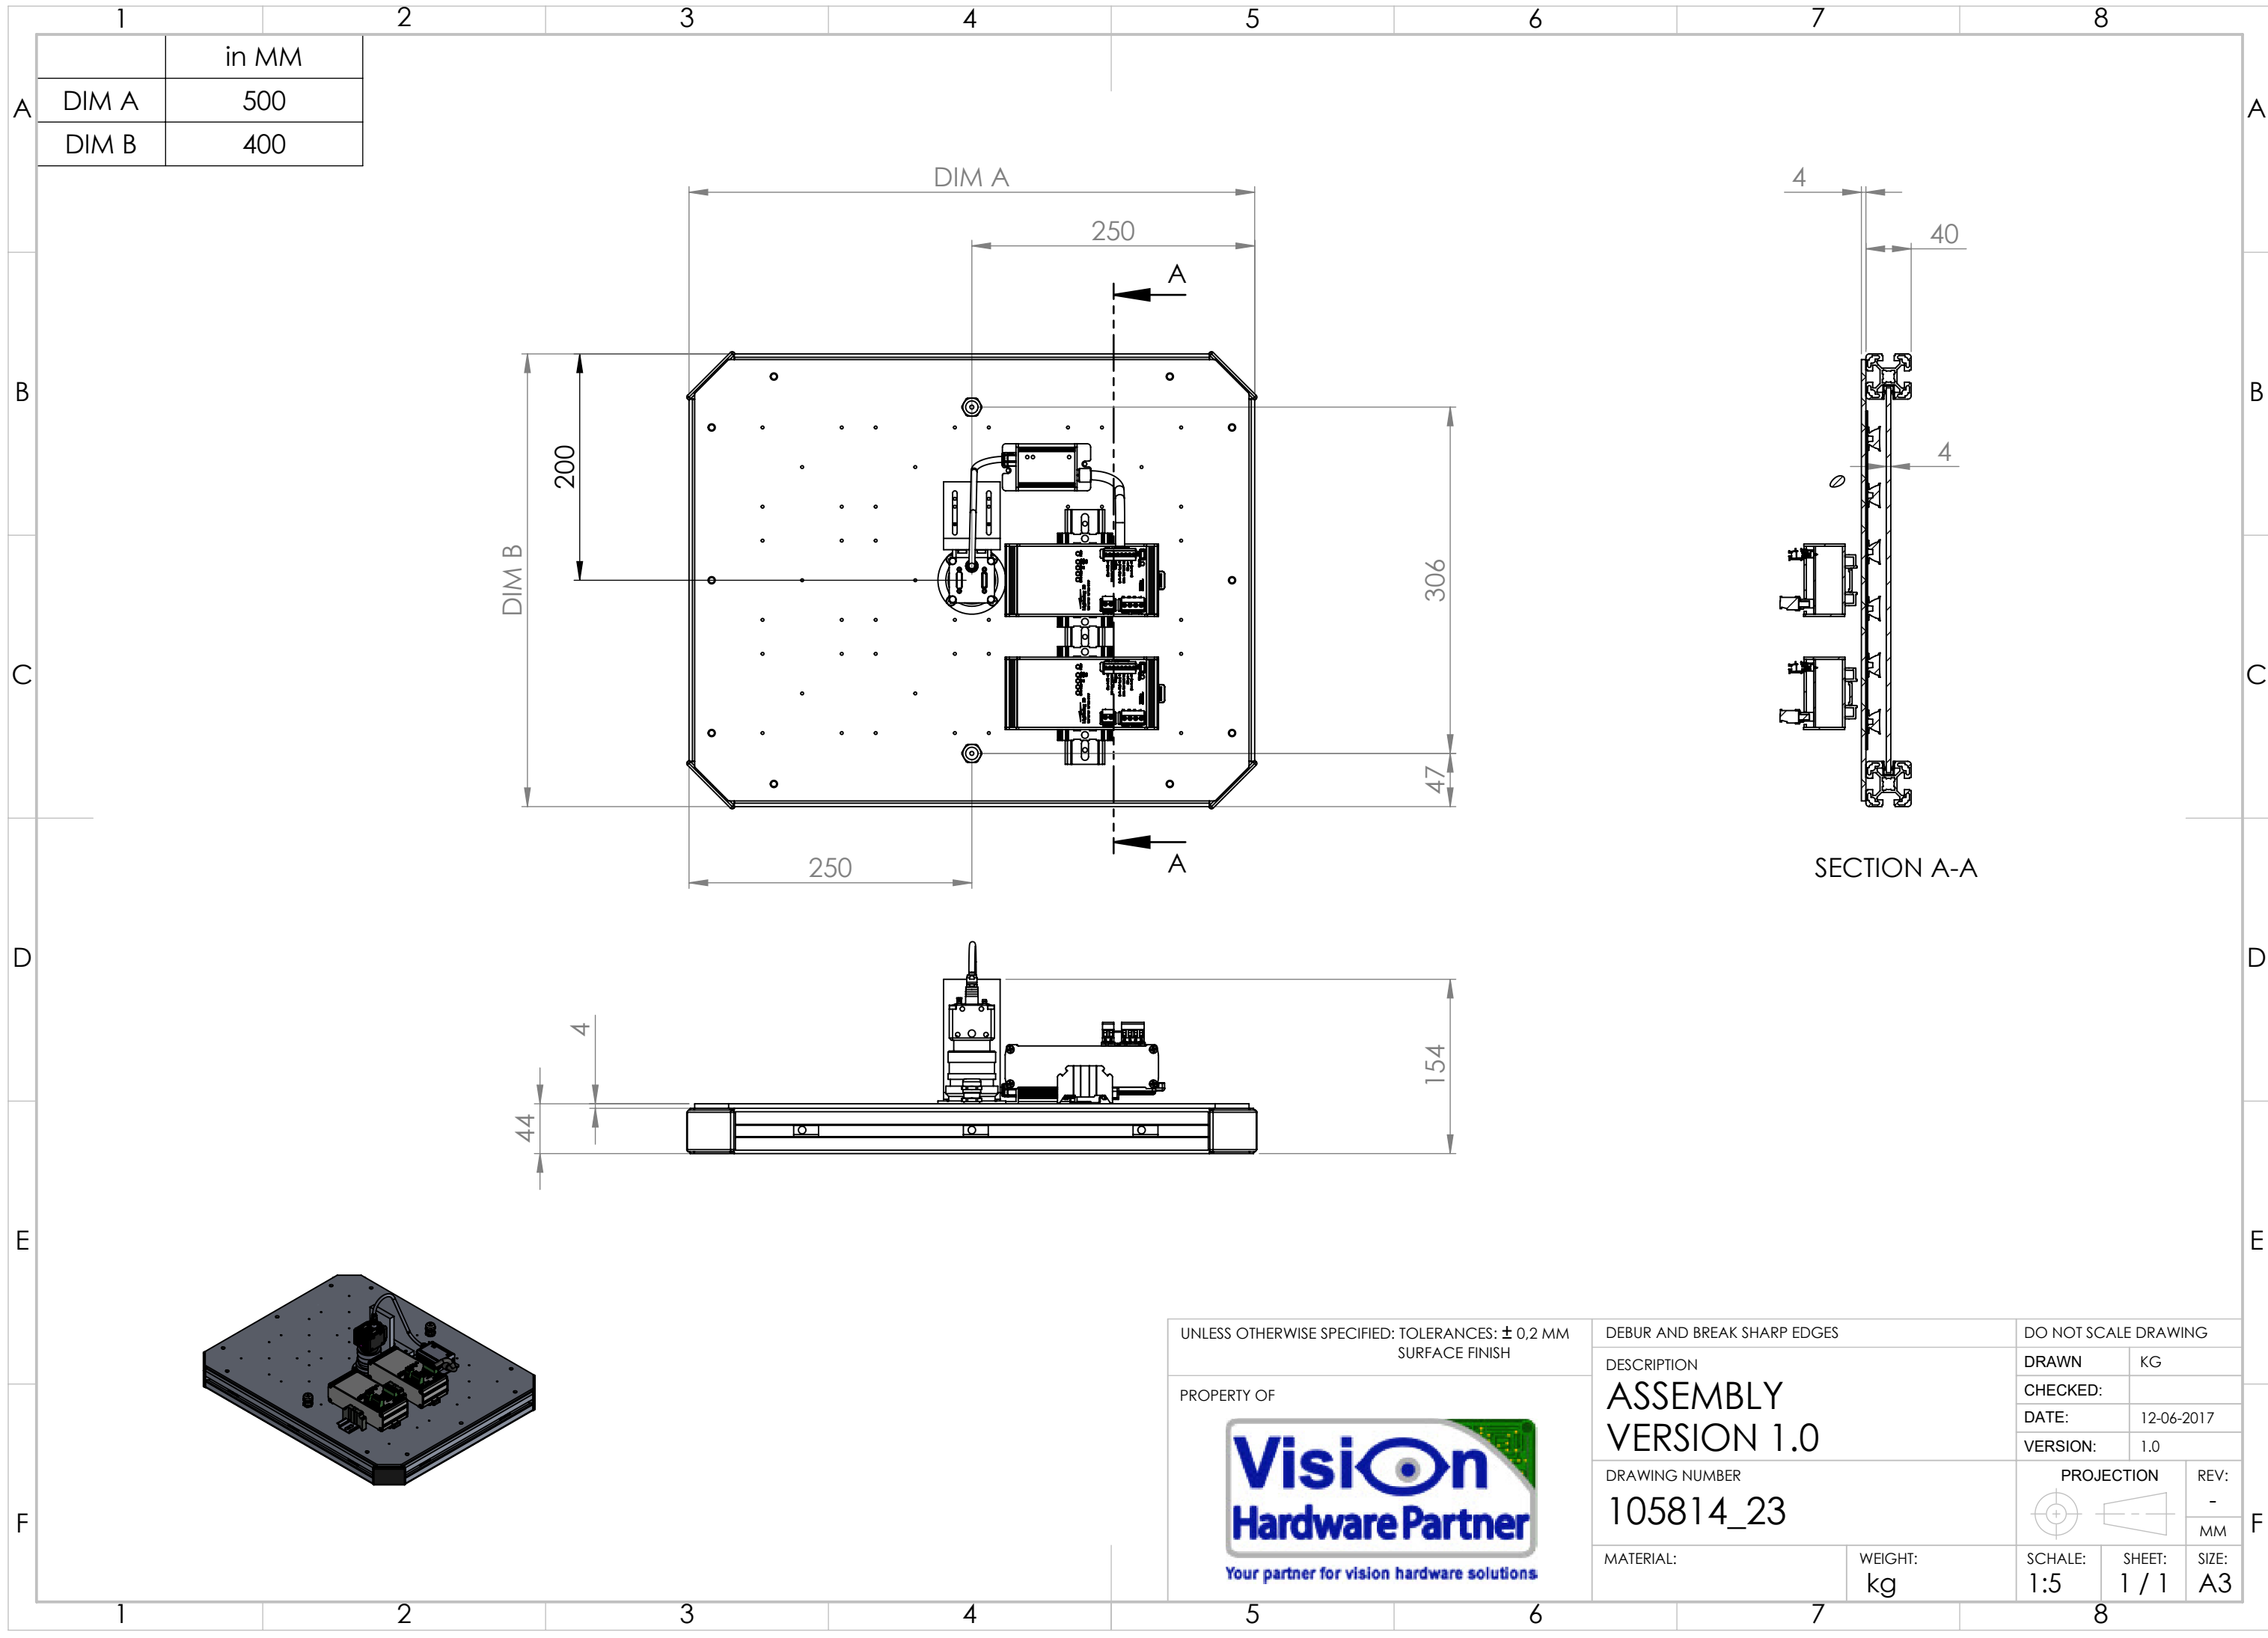 1 2 3 4 5 6 7 8
in MM
DIM A 500
DIM B 400
A A
B B
C C
D D
E E
F F
DIM A
250
A
DIM B
200
306
47
250
A
4
40
4
SECTION A-A
4
44
154
UNLESS OTHERWISE SPECIFIED: TOLERANCES: ± 0,2 MM
SURFACE FINISH
PROPERTY OF
Vision
Hardware Partner
Your partner for vision hardware solutions
DEBUR AND BREAK SHARP EDGES
DESCRIPTION
ASSEMBLY
VERSION 1.0
DRAWING NUMBER
105814_23
MATERIAL:
WEIGHT:
kg
DO NOT SCALE DRAWING
DRAWN KG
CHECKED:
DATE: 12-06-2017
VERSION: 1.0
PROJECTION
REV:
-
MM
SCHALE:
1:5
SHEET:
1 / 1
SIZE:
A3
1 2 3 4 5 6 7 8